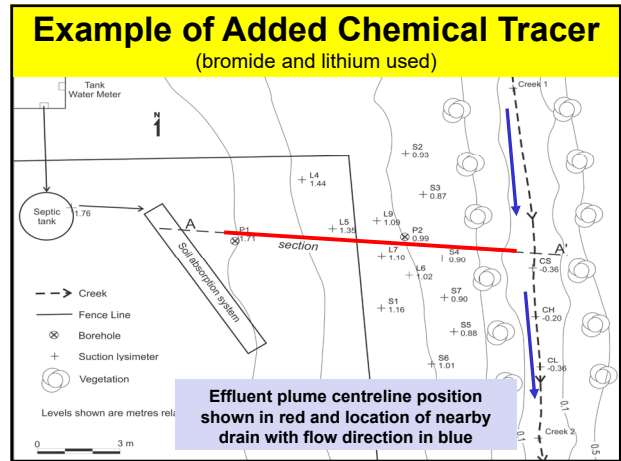 Example of Added Chemical Tracer
(bromide and lithium used)
Tank
Water Meter
Creek 1
N
S2
0.93
L4
1.44
S3
0.87
Septic
tank
1.76
A
P1
1.71
L5
1.35
L9
1.09
P2
0.99
section
A'
Soil absorption system
L7
1.10
S4
0.90
CS
-0.36
L6
1.02
S7
0.90
S1
1.16
CH
-0.20
S5
0.88
S6
1.01
CL
-0.36
Creek
Fence Line
Borehole
Suction lysimeter
Vegetation
Levels shown are metres rela
0 3 m
Effluent plume centreline position
shown in red and location of nearby
drain with flow direction in blue
0.1
0.1
0.1
0.5
Creek 2